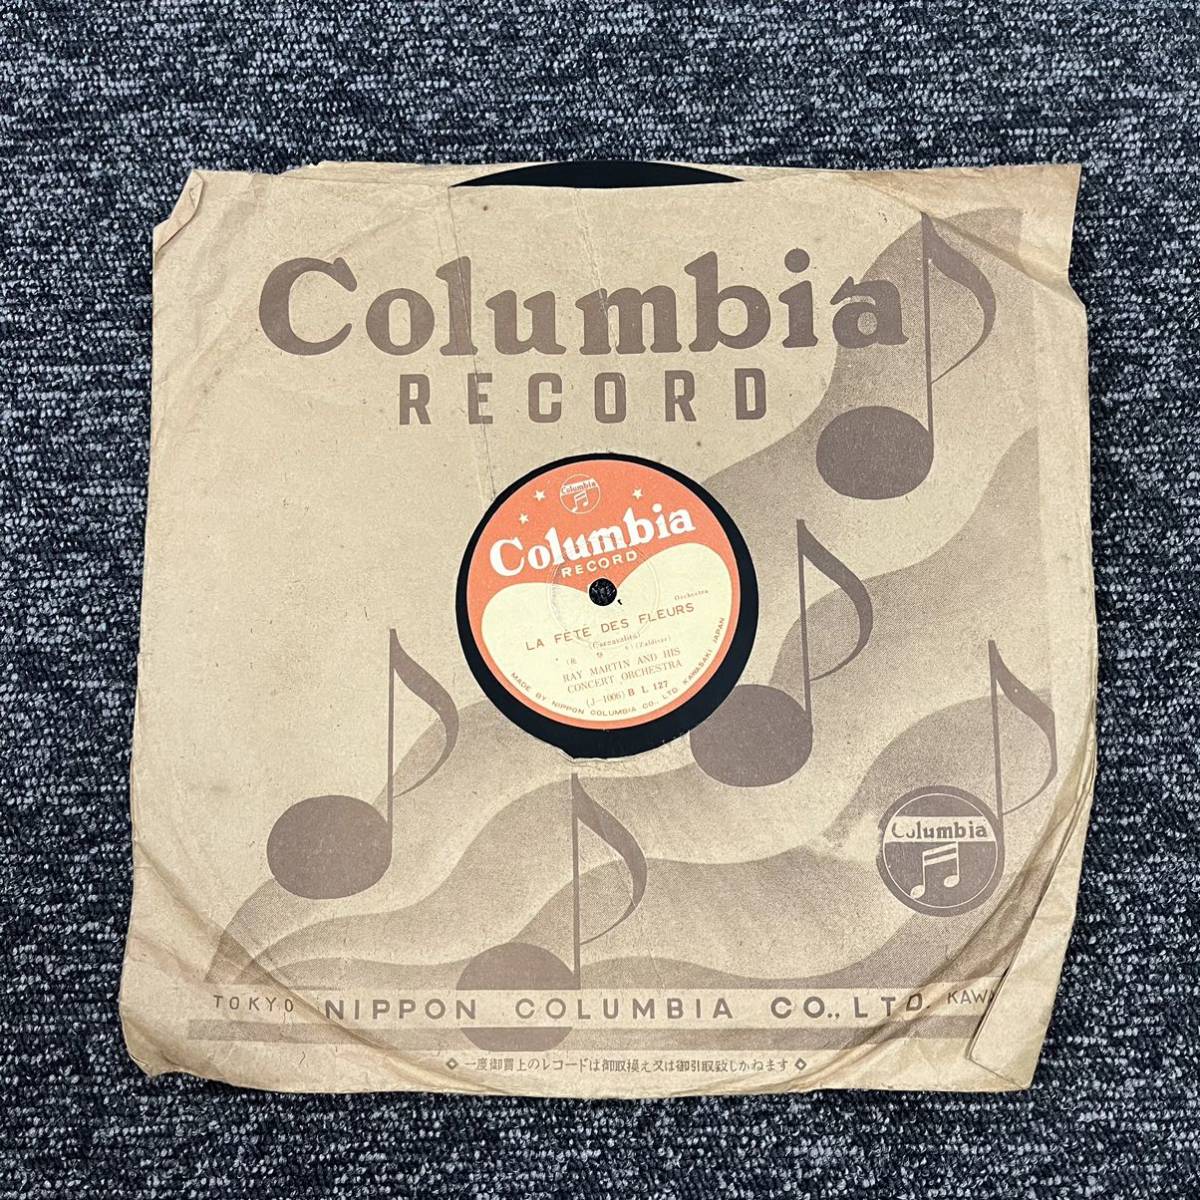 Columbia
RECORD
Columbia
Columbia
RECORD
Orchestra
LA FÊTE DES FLEURS
(Carnavalito)
(Zaldivar)
RAY MARTIN AND HIS
CONCERT ORCHESTRA
(J-1006) B L 127
MADE BY NIPPON COLUMBIA CO., LTD. KAWASAKI JAPAN
Columbia
TOKYO NIPPON COLUMBIA CO., LTD. KAWA
◇ 一度御買上のレコードは御取換え又は御引取致しかねます ◇